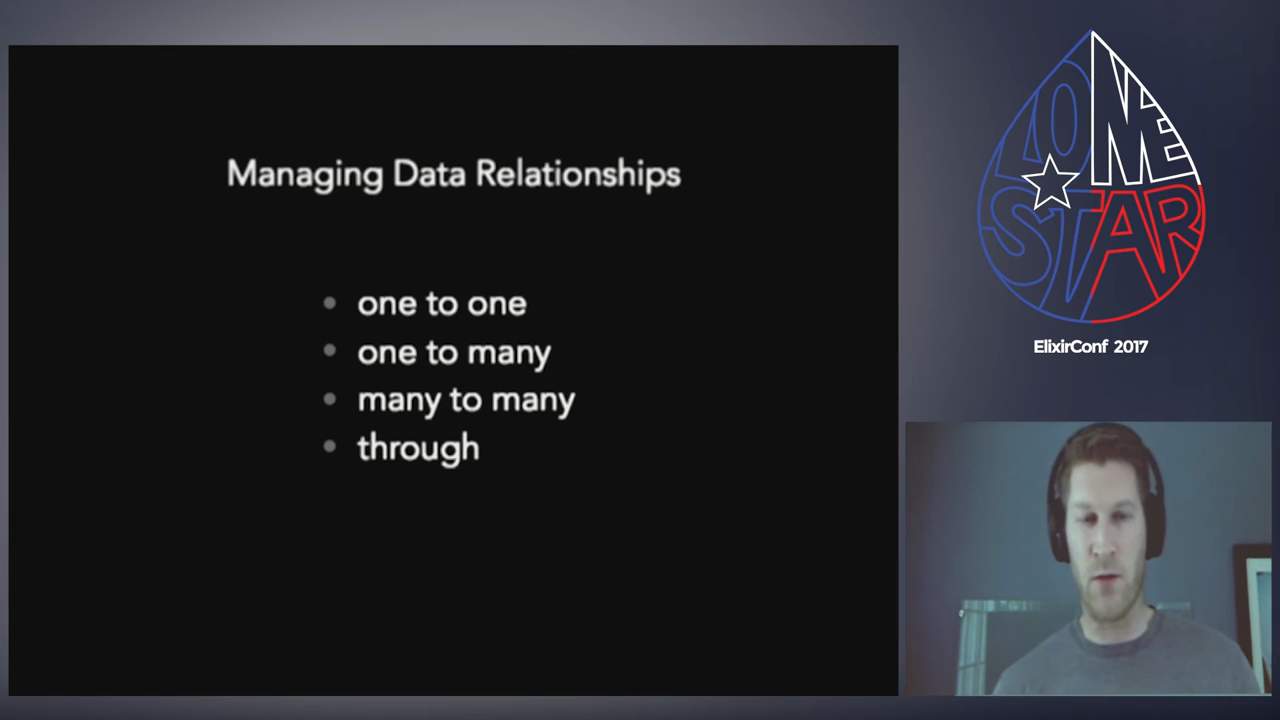 Managing Data Relationships
one to one
one to many
many to many
through
LONE
STAR
ElixirConf 2017